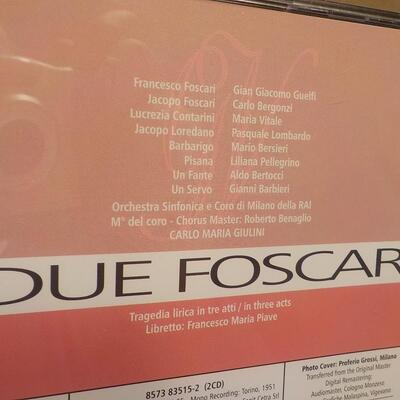 Francesco Foscari Gian Giacomo Guelfi
Jacopo Foscari Carlo Bergonzi
Lucrezia Contarini Maria Vitale
Jacopo Loredano Pasquale Lombardo
Barbarigo Mario Bersieri
Pisana Liliana Pellegrino
Un Fante Aldo Bertocci
Un Servo Gianni Barbieri
Orchestra Sinfonica e Coro di Milano della RAI
M° del coro - Chorus Master: Roberto Benaglio
CARLO MARIA GIULINI
DUE FOSCAR
Tragedia lirica in tre atti / in three acts
Libretto: Francesco Maria Piave
8573 83515-2 (2CD)
Mono Recording: Torino, 1951
Cetra Srl
Photo Cover: Proferio Grossi, Milano
Transferred from the Original Master
Digital Remastering:
Audiomaster, Cologno Monzese
Malaspina, Vigevano